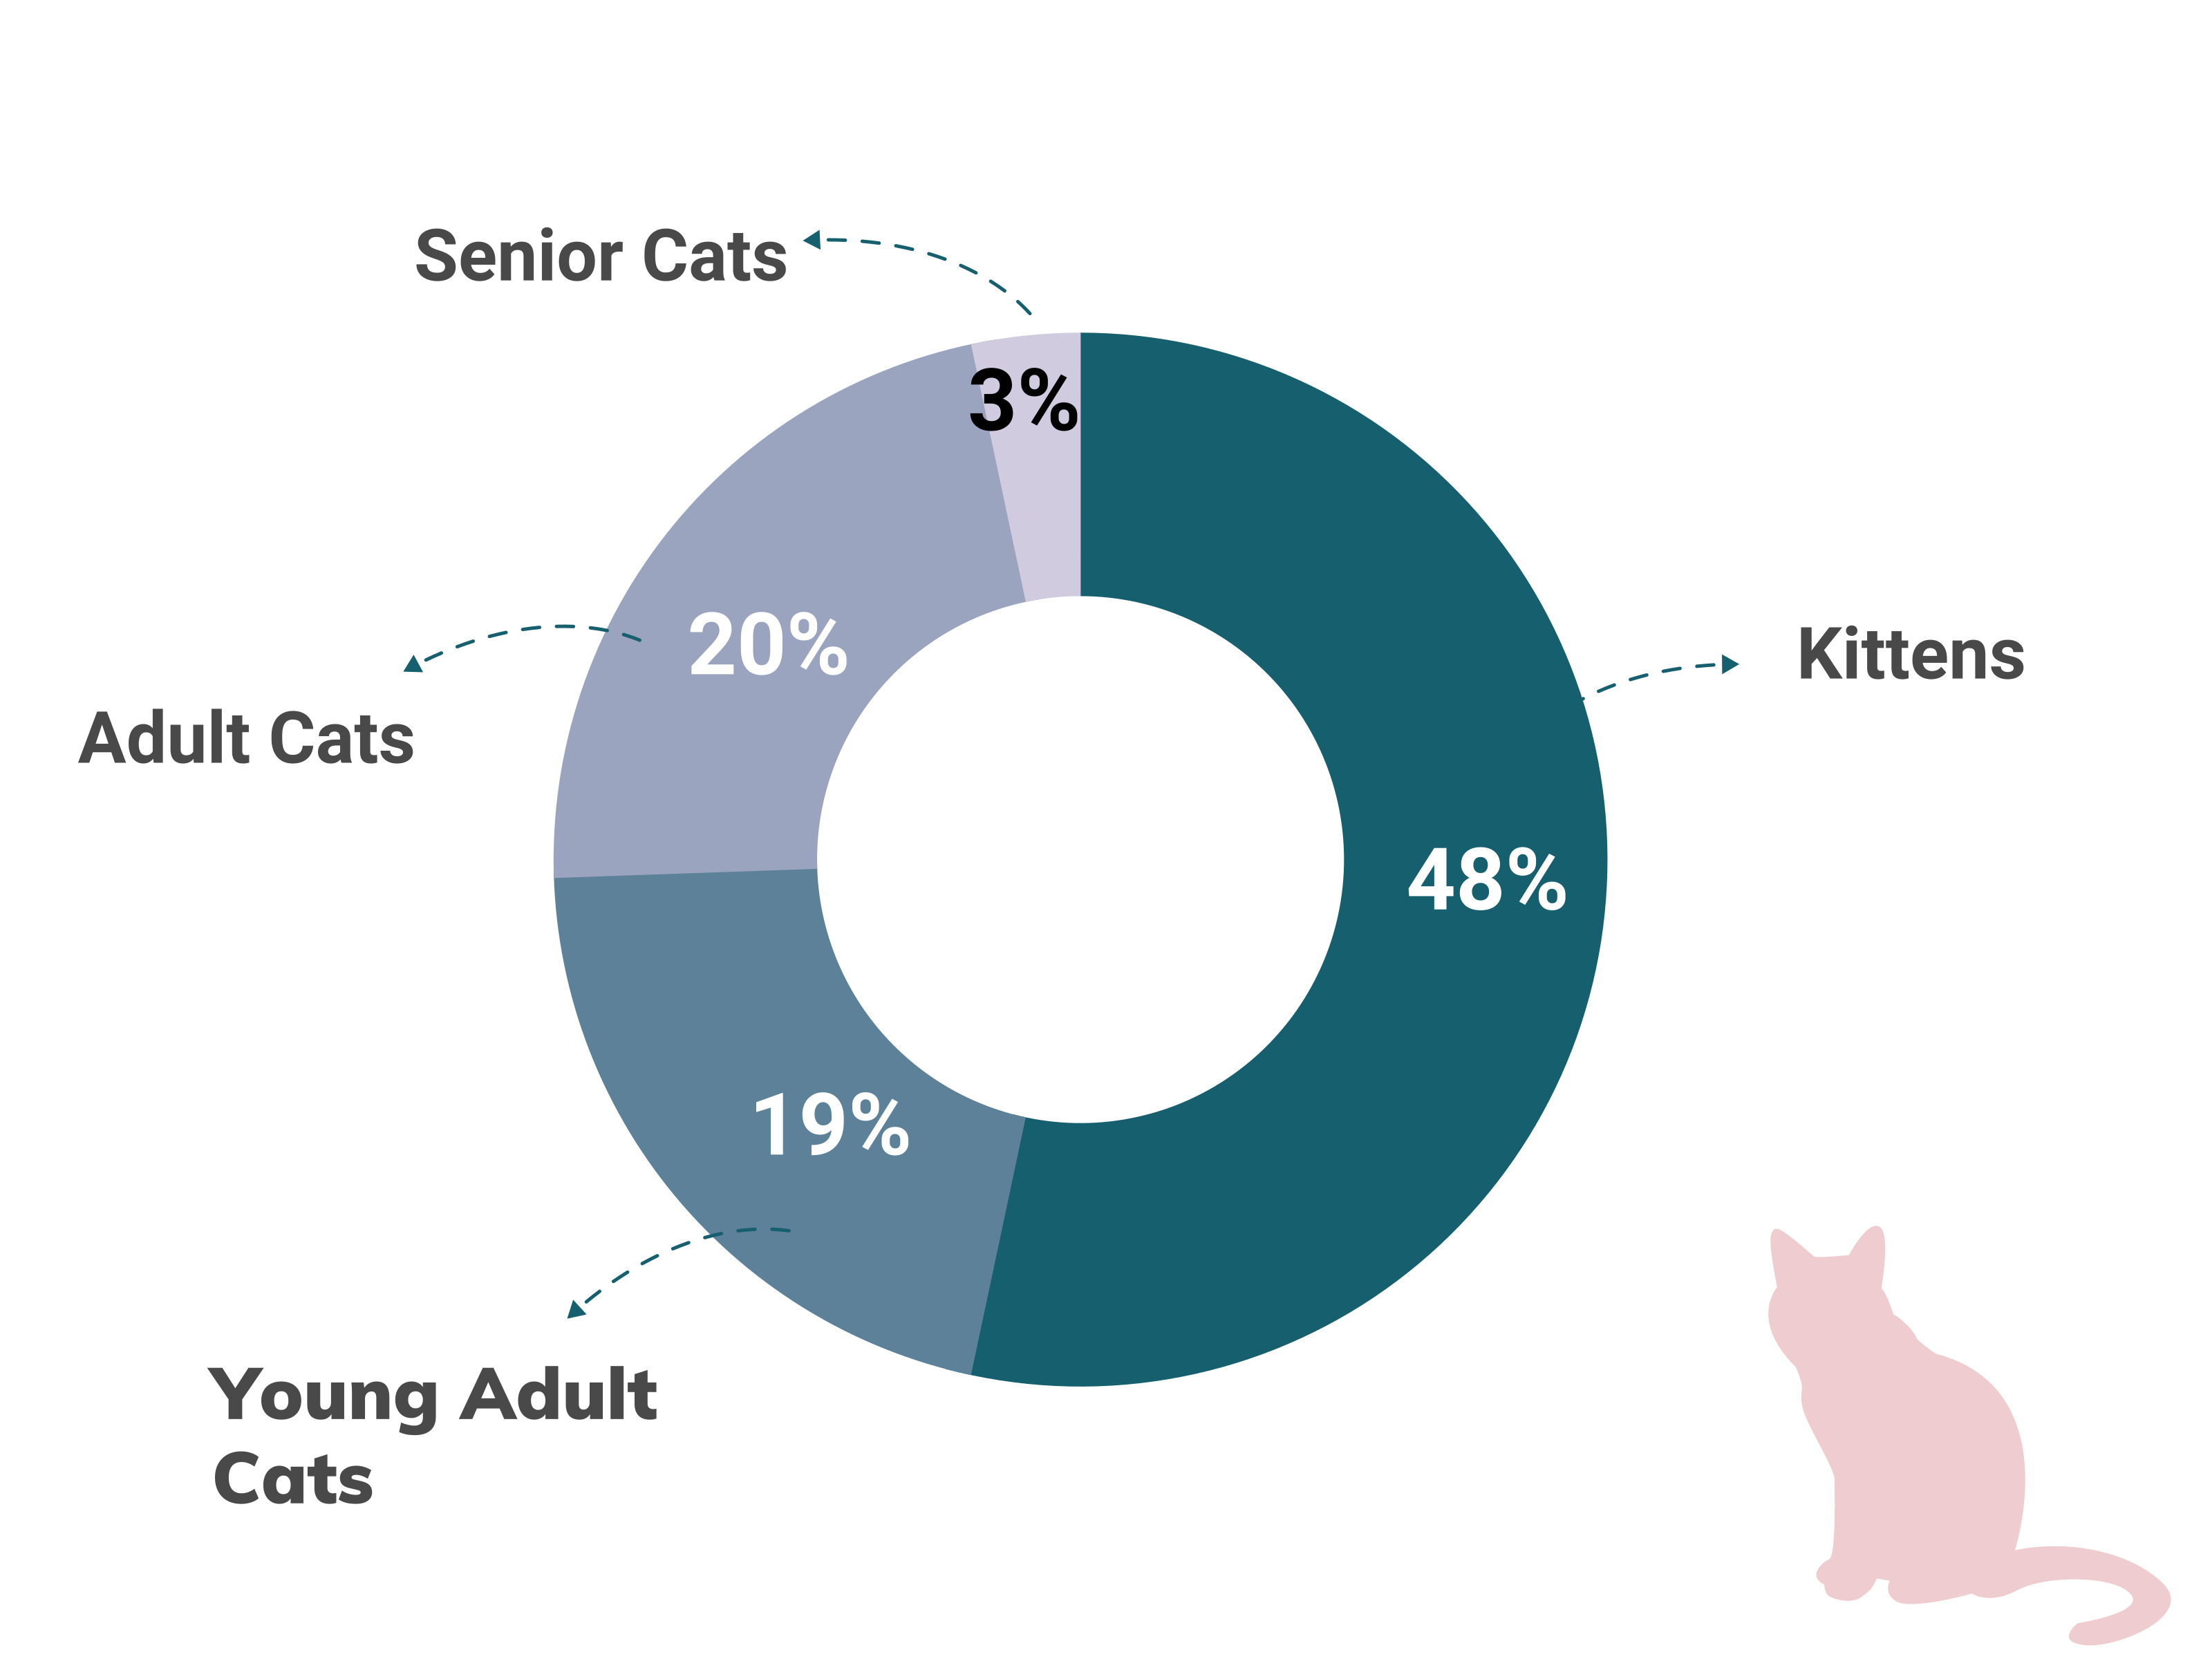 Senior Cats
3%
20%
Kittens
Adult Cats
48%
19%
Young Adult
Cats